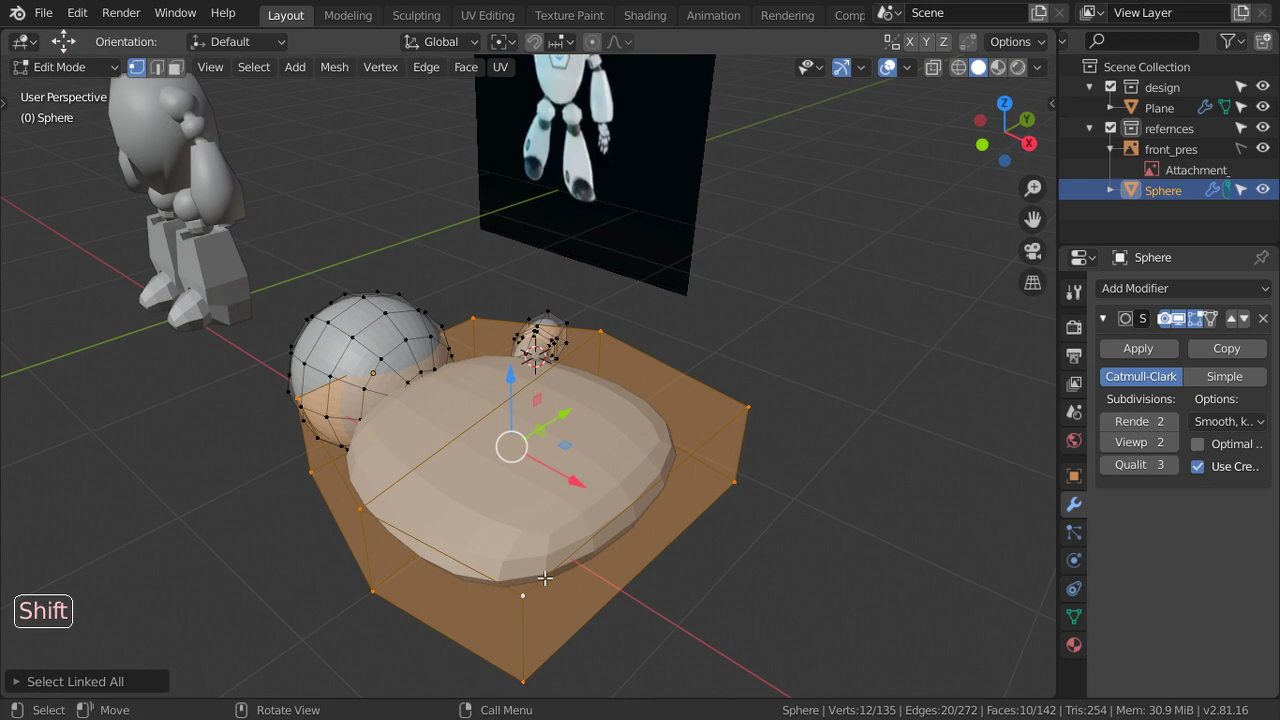 File Edit Render Window Help Layout Modeling Sculpting UV Editing Texture Paint Shading Animation Rendering Comp Scene View Layer
Orientation: Default Global X Y Z Options
Edit Mode View Select Add Mesh Vertex Edge Face UV
User Perspective
(0) Sphere
Z
Y
X
Scene Collection
design
Plane
refernces
front_pres
Attachment_
Sphere
Sphere
Add Modifier
S
Apply Copy
Catmull-Clark Simple
Subdivisions: Options:
Rende 2 Smooth, k..
Viewp 2 Optimal ..
Qualit 3 Use Cre..
Shift
Select Linked All
Select Move Rotate View Call Menu Sphere | Verts:12/135 | Edges:20/272 | Faces:10/142 | Tris:254 | Mem: 30.9 MiB | v2.81.16